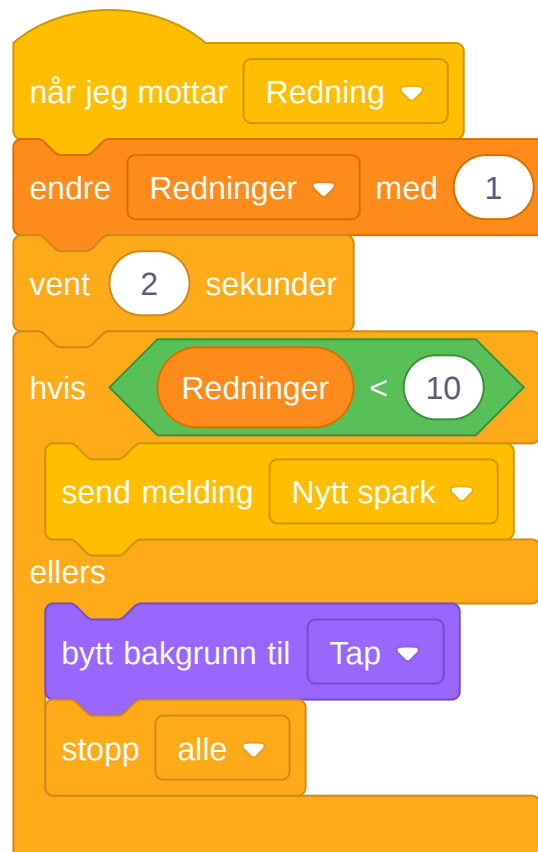 når jeg mottar Redning
endre Redninger med 1
vent 2 sekunder
hvis Redninger < 10
send melding Nytt spark
ellers
bytt bakgrunn til Tap
stopp alle